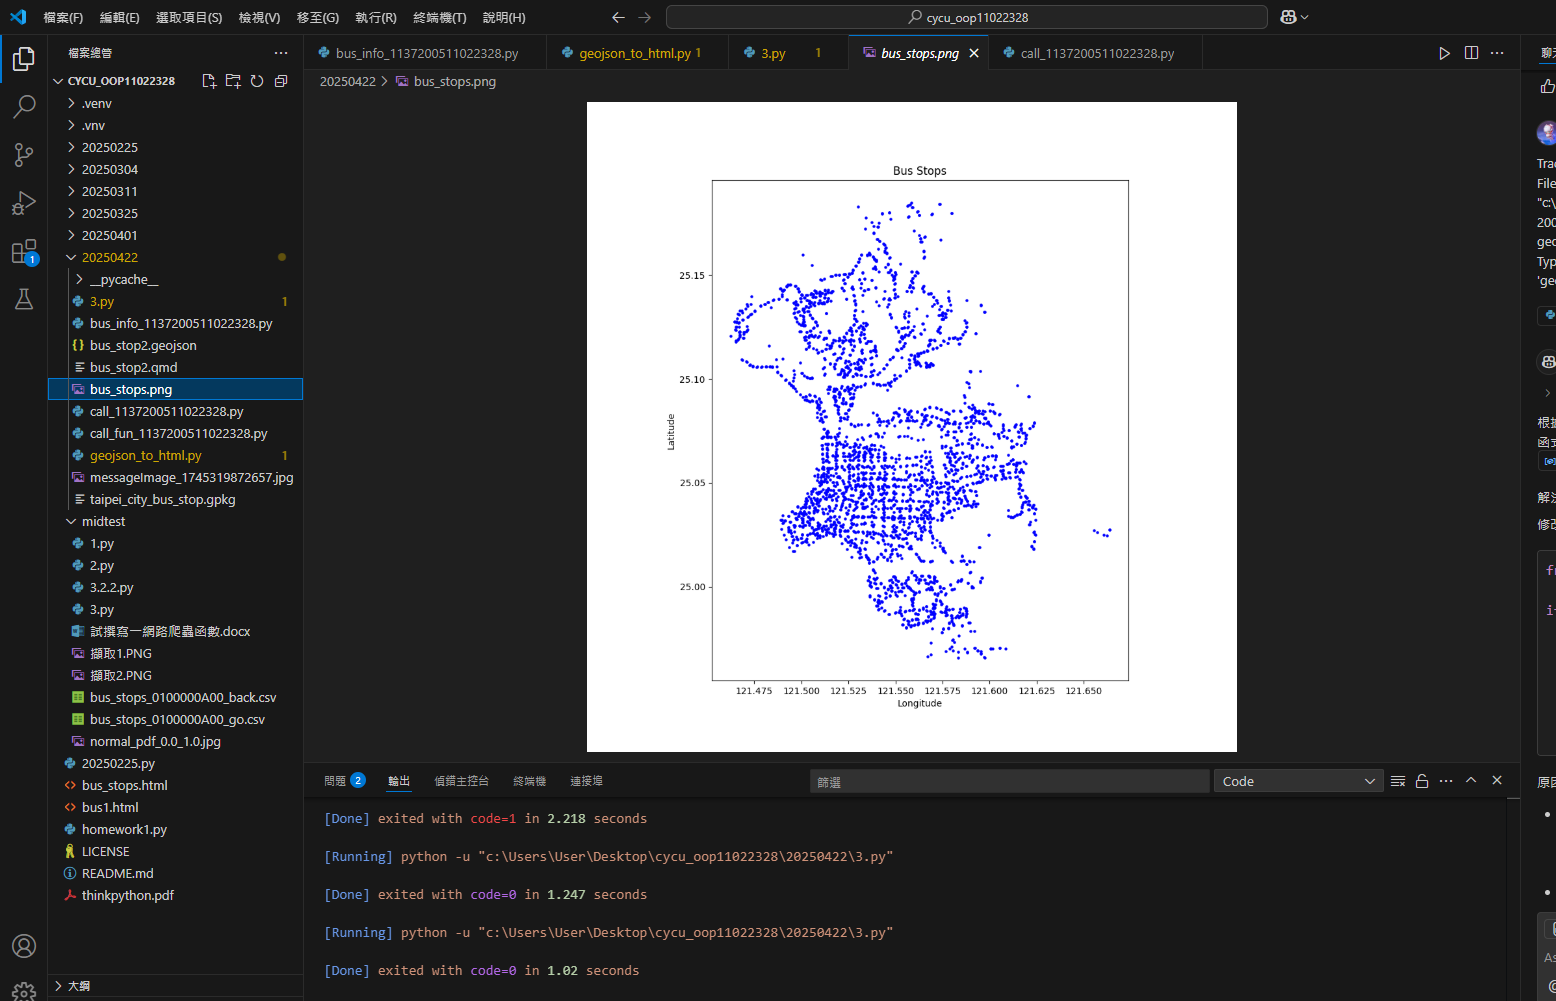 檔案(F) 編輯(E) 選取項目(S) 檢視(V) 移至(G) 執行(R) 終端機(T) 說明(H)
cycu_oop11022328
檔案總管
CYCU_OOP11022328
.venv
.vnv
20250225
20250304
20250311
20250325
20250401
20250422
__pycache__
3.py 1
bus_info_1137200511022328.py
bus_stop2.geojson
bus_stop2.qmd
bus_stops.png
call_1137200511022328.py
call_fun_1137200511022328.py
geojson_to_html.py 1
messageImage_1745319872657.jpg
taipei_city_bus_stop.gpkg
midtest
1.py
2.py
3.2.2.py
3.py
試撰寫一網路爬蟲函數.docx
擷取1.PNG
擷取2.PNG
bus_stops_0100000A00_back.csv
bus_stops_0100000A00_go.csv
normal_pdf_0.0_1.0.jpg
20250225.py
bus_stops.html
bus1.html
homework1.py
LICENSE
README.md
thinkpython.pdf
大綱
1
bus_info_1137200511022328.py
geojson_to_html.py 1
3.py 1
bus_stops.png
call_1137200511022328.py
20250422 > bus_stops.png
Bus Stops
Latitude
25.15
25.10
25.05
25.00
121.475 121.500 121.525 121.550 121.575 121.600 121.625 121.650
Longitude
問題 2 輸出 偵錯主控台 終端機 連接埠
篩選
Code
[Done] exited with code=1 in 2.218 seconds
[Running] python -u "c:\Users\User\Desktop\cycu_oop11022328\20250422\3.py"
[Done] exited with code=0 in 1.247 seconds
[Running] python -u "c:\Users\User\Desktop\cycu_oop11022328\20250422\3.py"
[Done] exited with code=0 in 1.02 seconds
File
"c:\
200
geo
'geo
函式
修改
As